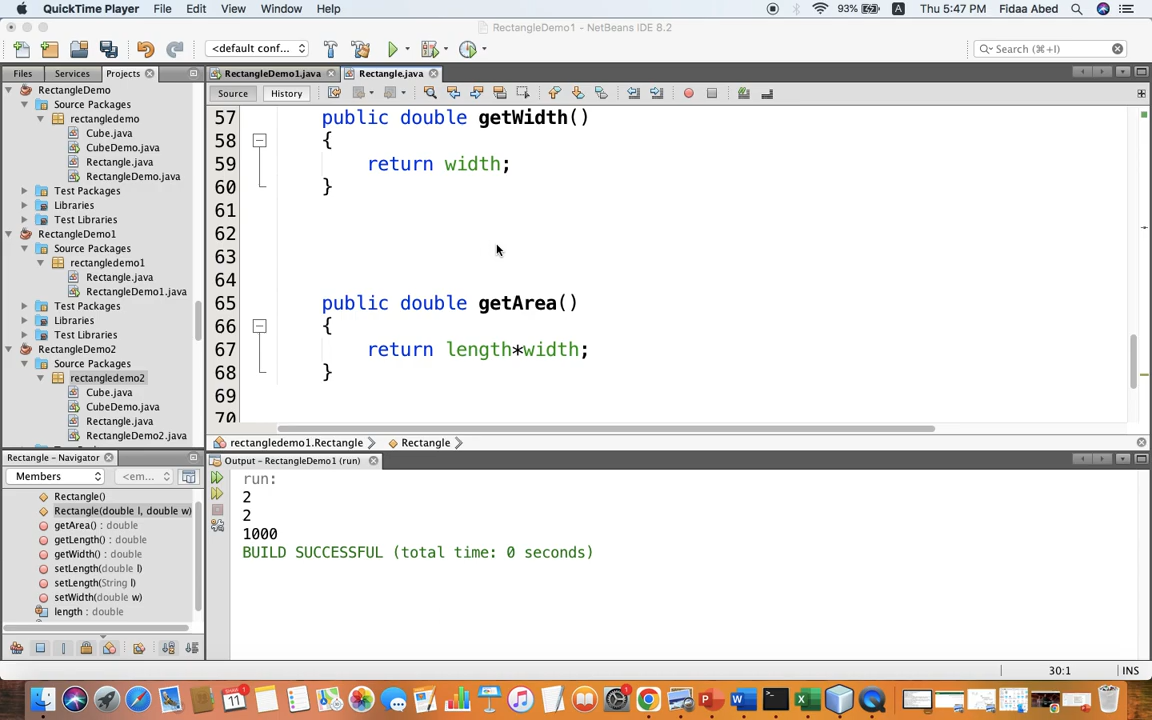 QuickTime Player File Edit View Window Help 93% A Thu 5:47 PM Fidaa Abed
RectangleDemo1 - NetBeans IDE 8.2
<default conf... Search (⌘+I)
Files Services Projects RectangleDemo1.java Rectangle.java
Source History
RectangleDemo
Source Packages
rectangledemo
Cube.java
CubeDemo.java
Rectangle.java
RectangleDemo.java
Test Packages
Libraries
Test Libraries
RectangleDemo1
Source Packages
rectangledemo1
Rectangle.java
RectangleDemo1.java
Test Packages
Libraries
Test Libraries
RectangleDemo2
Source Packages
rectangledemo2
Cube.java
CubeDemo.java
Rectangle.java
RectangleDemo2.java
57 public double getWidth()
58 {
59 return width;
60 }
61
62
63
64
65 public double getArea()
66 {
67 return length*width;
68 }
69
70
rectangledemo1.Rectangle Rectangle
Rectangle - Navigator
Members <em...
Rectangle()
Rectangle(double l, double w)
getArea() : double
getLength() : double
getWidth() : double
setLength(double l)
setLength(String l)
setWidth(double w)
length : double
Output - RectangleDemo1 (run)
run:
2
2
1000
BUILD SUCCESSFUL (total time: 0 seconds)
30:1 INS